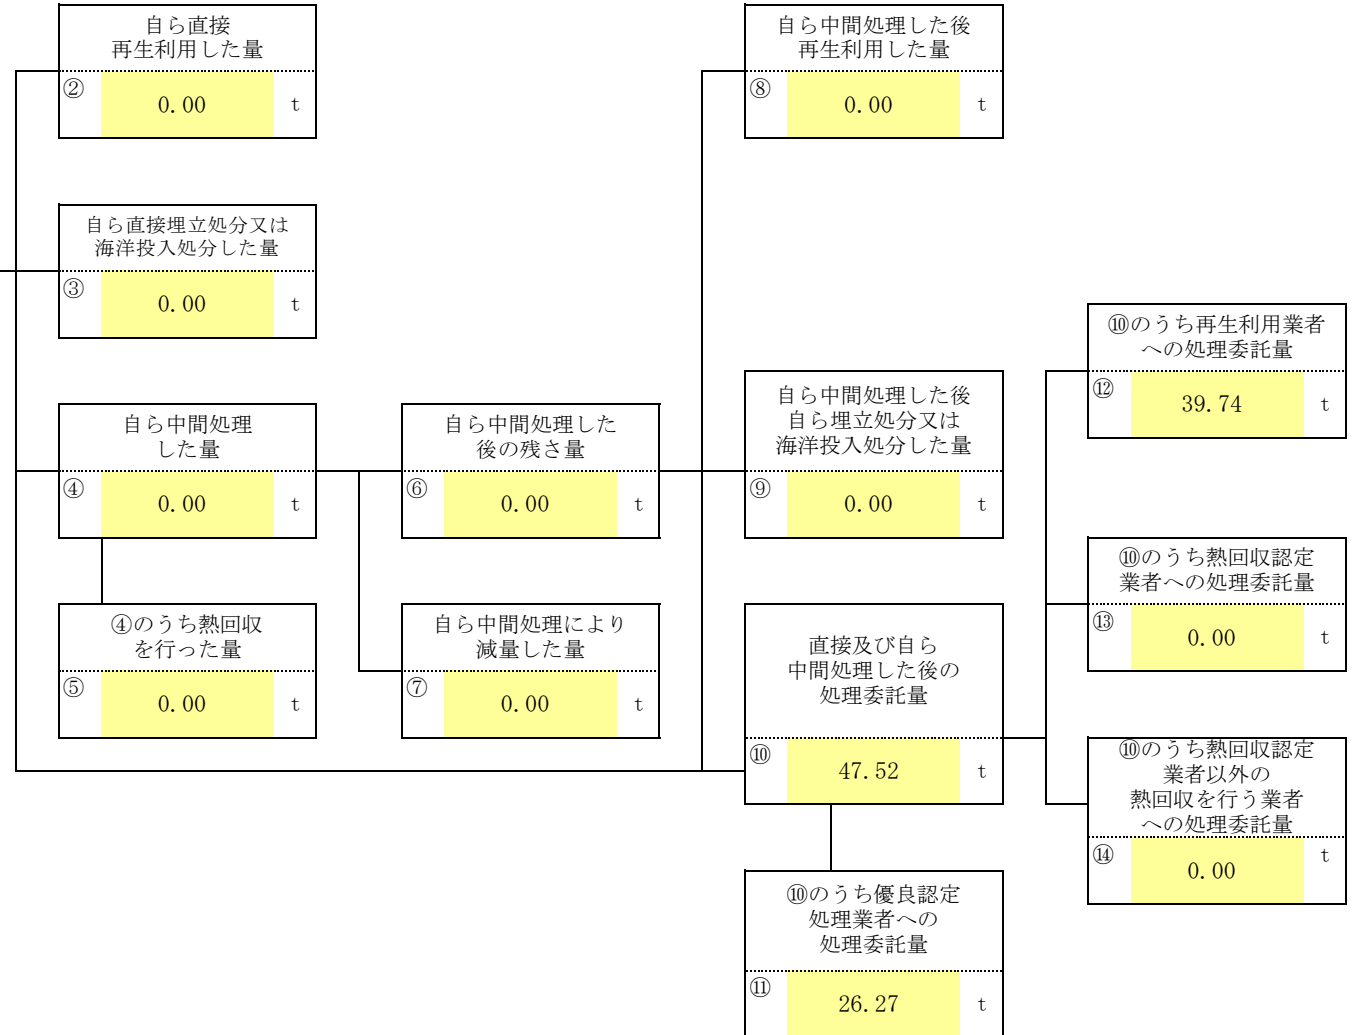 自ら直接
再生利用した量
②
0.00
t
自ら中間処理した後
再生利用した量
⑧
0.00
t
自ら直接埋立処分又は
海洋投入処分した量
③
0.00
t
⑩のうち再生利用業者
への処理委託量
⑫
39.74
t
自ら中間処理
した量
④
0.00
t
自ら中間処理した
後の残さ量
⑥
0.00
t
自ら中間処理した後
自ら埋立処分又は
海洋投入処分した量
⑨
0.00
t
⑩のうち熱回収認定
業者への処理委託量
⑬
0.00
t
④のうち熱回収
を行った量
⑤
0.00
t
自ら中間処理により
減量した量
⑦
0.00
t
直接及び自ら
中間処理した後の
処理委託量
⑩
47.52
t
⑩のうち熱回収認定
業者以外の
熱回収を行う業者
への処理委託量
⑭
0.00
t
⑩のうち優良認定
処理業者への
処理委託量
⑪
26.27
t